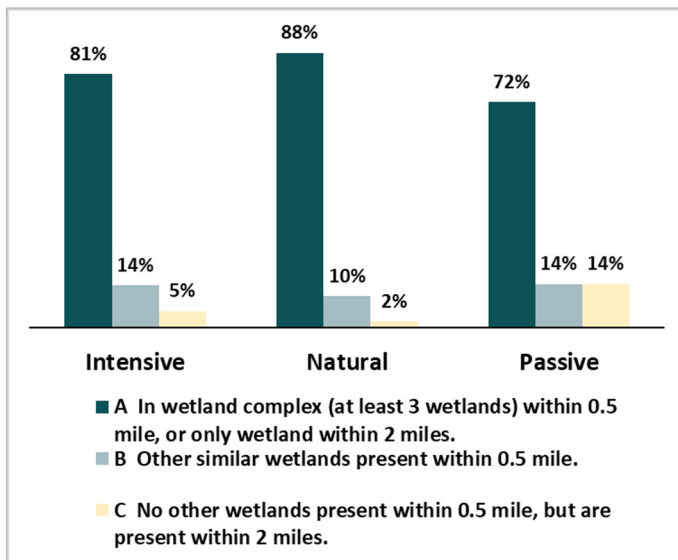 88%
81%
72%
14%
14% 14%
10%
5%
2%
Intensive Natural Passive
A In wetland complex (at least 3 wetlands) within 0.5
mile, or only wetland within 2 miles.
B Other similar wetlands present within 0.5 mile.
C No other wetlands present within 0.5 mile, but are
present within 2 miles.